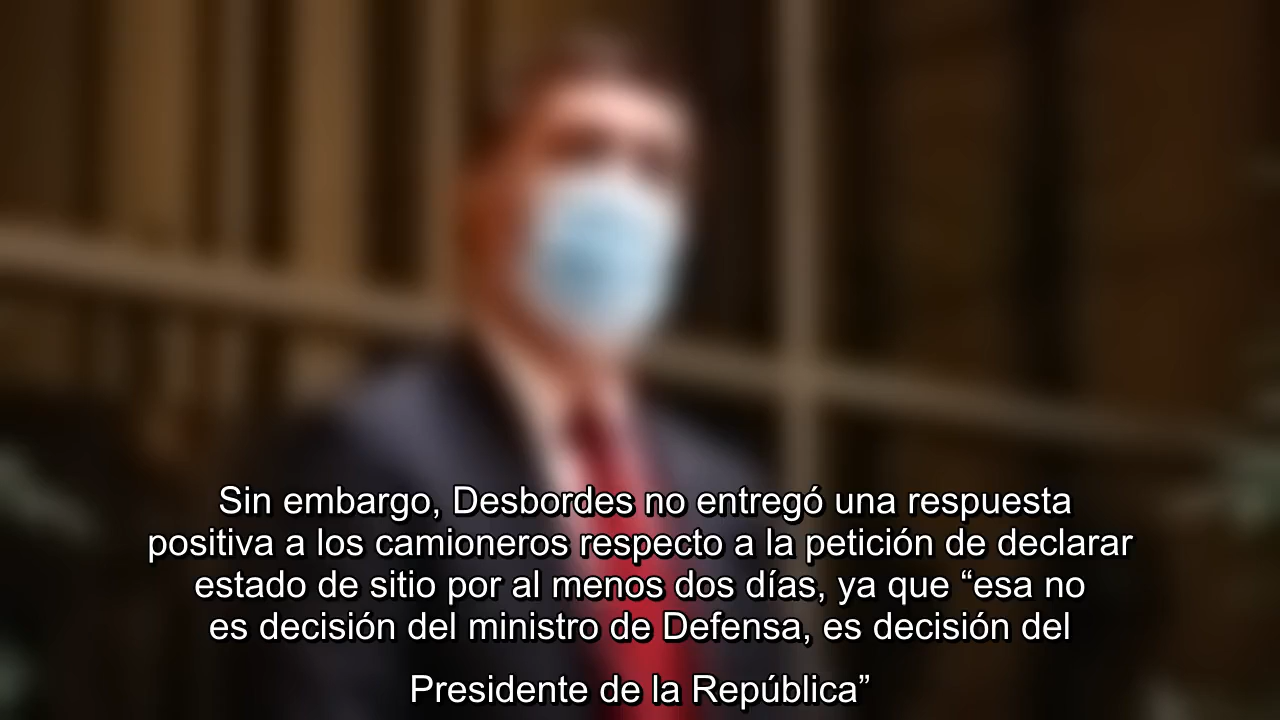 Sin embargo, Desbordes no entregó una respuesta
positiva a los camioneros respecto a la petición de declarar
estado de sitio por al menos dos días, ya que “esa no
es decisión del ministro de Defensa, es decisión del
Presidente de la República”